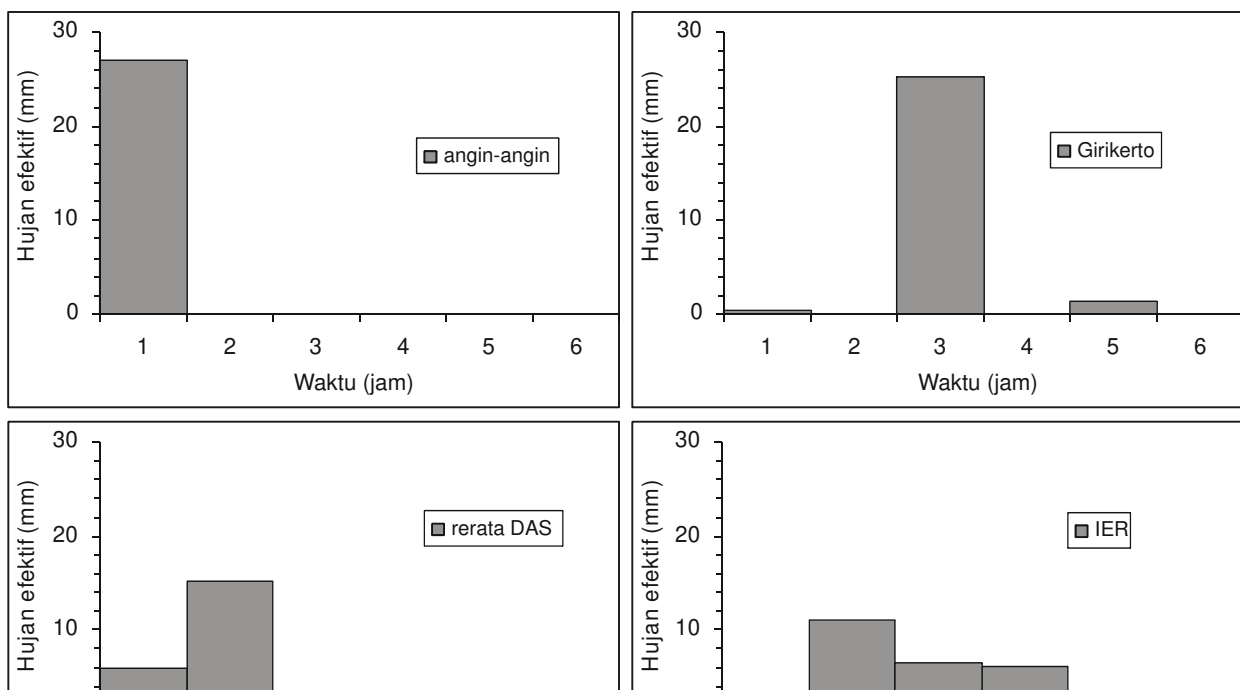 Hujan efektif (mm)
30
20
10
0
angin-angin
1 2 3 4 5 6
Waktu (jam)
Hujan efektif (mm)
30
20
10
0
Girikerto
1 2 3 4 5 6
Waktu (jam)
Hujan efektif (mm)
30
20
10
rerata DAS
Hujan efektif (mm)
30
20
10
IER